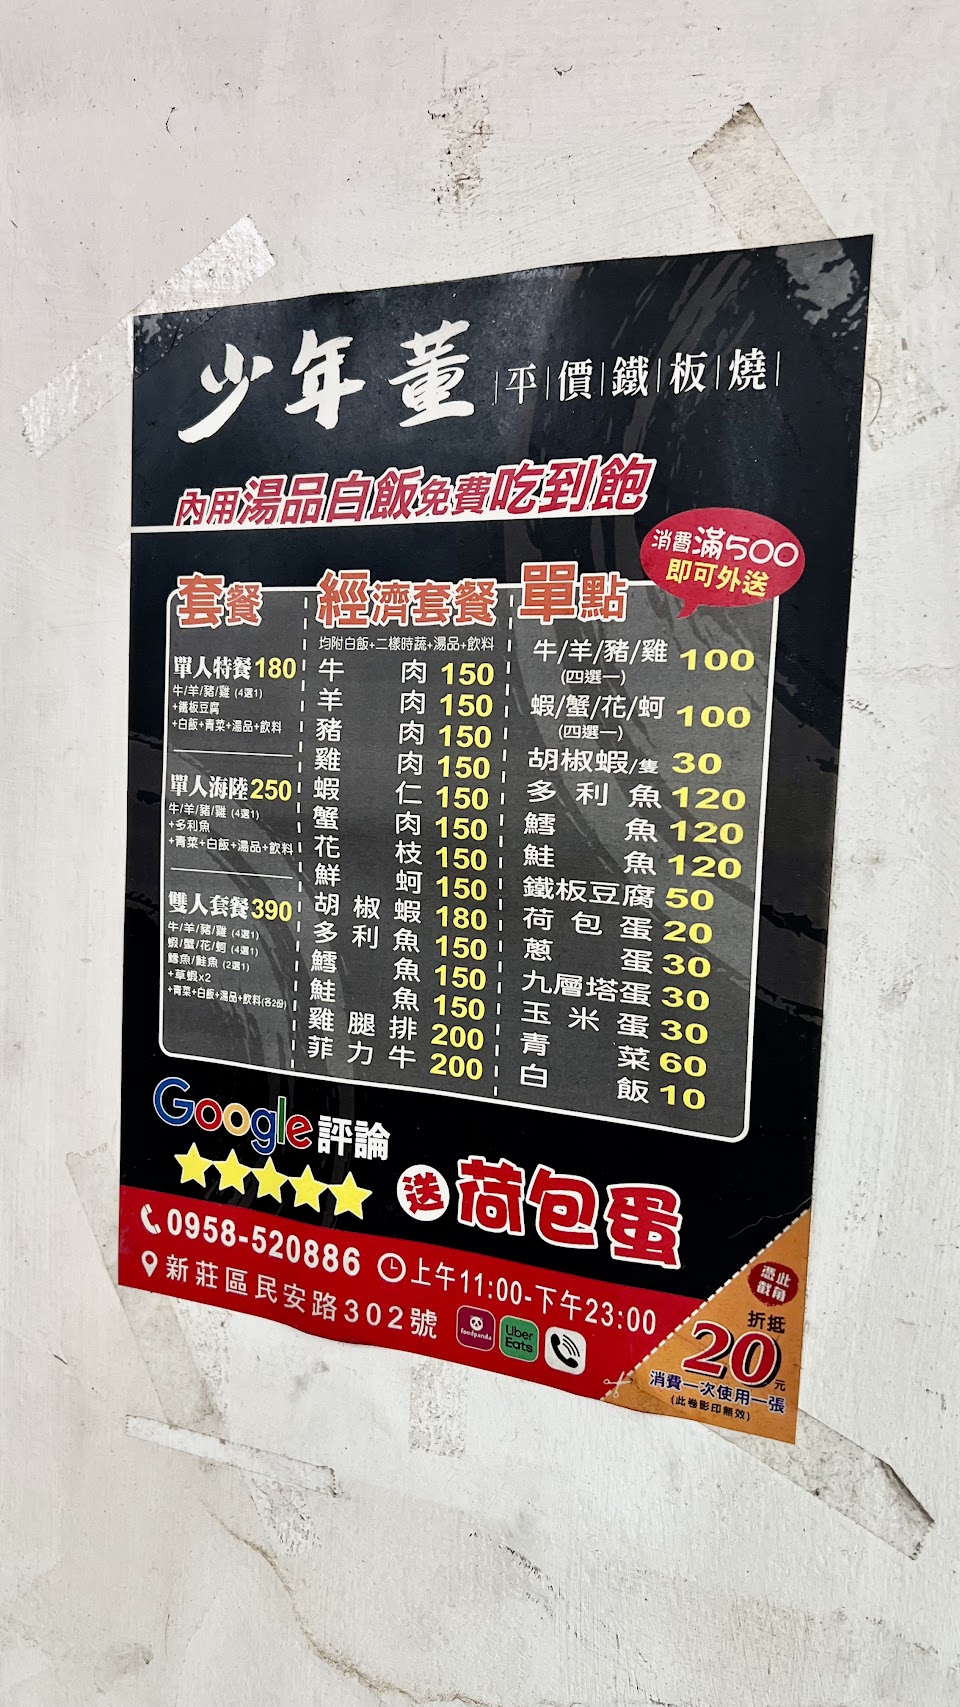 少年董 平價鐵板燒
內用湯品白飯免費吃到飽
消費滿500
即可外送
套餐
單人特餐180
牛/羊/豬/雞 (4選1)
+鐵板豆腐
+白飯+青菜+湯品+飲料
單人海陸250
牛/羊/豬/雞 (4選1)
+多利魚
+青菜+白飯+湯品+飲料
雙人套餐390
牛/羊/豬/雞 (4選1)
蝦/蟹/花/蚵 (4選1)
鱈魚/鮭魚 (2選1)
+草蝦x2
+青菜+白飯+湯品+飲料(各2份)
經濟套餐
均附白飯+二樣時蔬+湯品+飲料
牛肉 150
羊肉 150
豬肉 150
雞肉 150
蝦仁 150
蟹肉 150
花枝 150
鮮蚵 150
胡椒蝦 180
多利魚 150
鱈魚 150
鮭魚 150
雞腿排 200
菲力牛 200
單點
牛/羊/豬/雞 100
(四選一)
蝦/蟹/花/蚵 100
(四選一)
胡椒蝦/隻 30
多利魚 120
鱈魚 120
鮭魚 120
鐵板豆腐 50
荷包蛋 20
蔥蛋 30
九層塔蛋 30
玉米蛋 30
青菜 60
白飯 10
Google評論
送荷包蛋
0958-520886
上午11:00-下午23:00
新莊區民安路302號
foodpanda
Uber Eats
憑此
截角
折抵
20元
消費一次使用一張
(此卷影印無效)